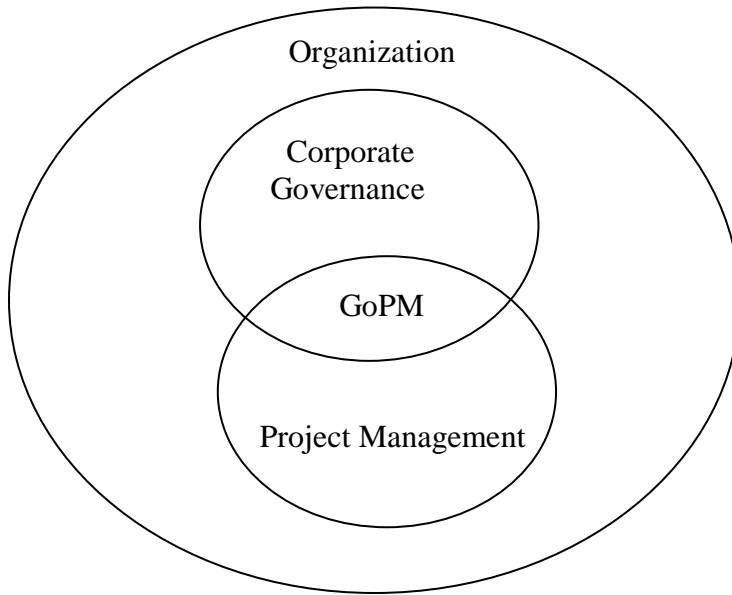 Organization
Corporate
Governance
GoPM
Project Management